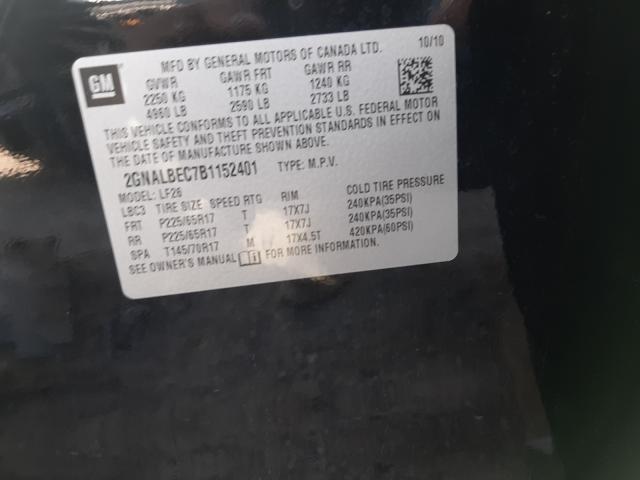 MFD BY GENERAL MOTORS OF CANADA LTD. 10/10
GM
GVWR GAWR FRT GAWR RR
2250 KG 1175 KG 1240 KG
4960 LB 2590 LB 2733 LB
THIS VEHICLE CONFORMS TO ALL APPLICABLE U.S. FEDERAL MOTOR
VEHICLE SAFETY AND THEFT PREVENTION STANDARDS IN EFFECT ON
THE DATE OF MANUFACTURE SHOWN ABOVE.
2GNALBEC7B1152401 TYPE: M.P.V.
MODEL: LF26
LBC3 TIRE SIZE SPEED RTG RIM COLD TIRE PRESSURE
FRT P225/65R17 T 17X7J 240KPA(35PSI)
RR P225/65R17 T 17X7J 240KPA(35PSI)
SPA T145/70R17 M 17X4.5T 420KPA(60PSI)
SEE OWNER'S MANUAL FOR MORE INFORMATION.